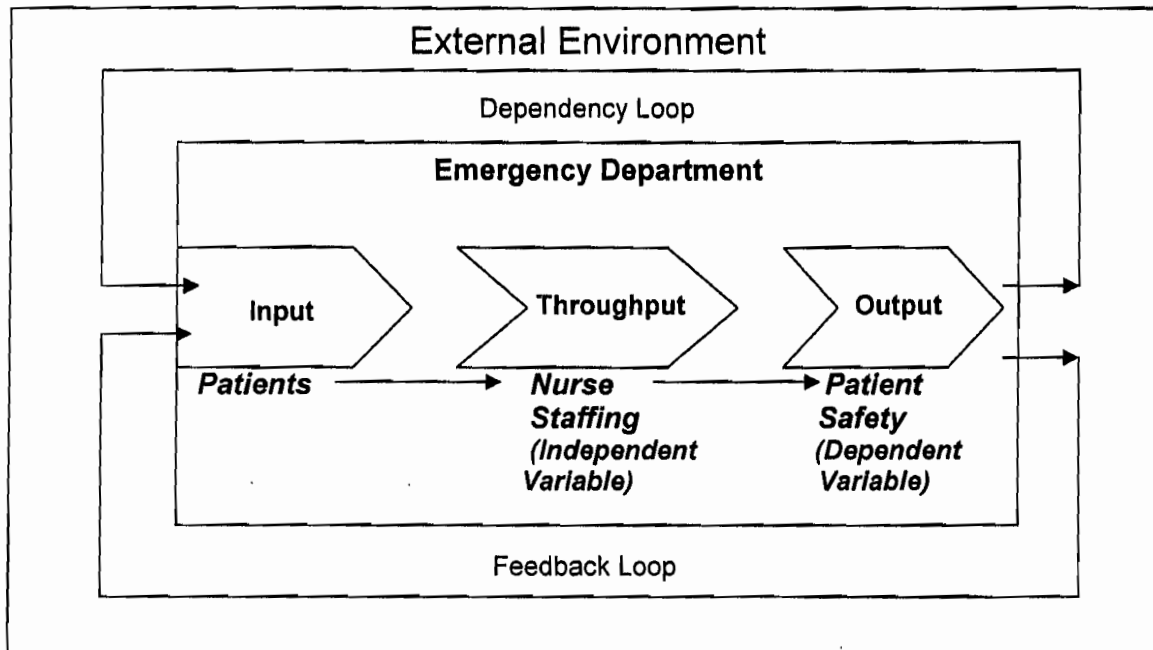 External Environment
Dependency Loop
Emergency Department
Input
Throughput
Output
Patients
Nurse
Staffing
(Independent
Variable)
Patient
Safety
(Dependent
Variable)
Feedback Loop